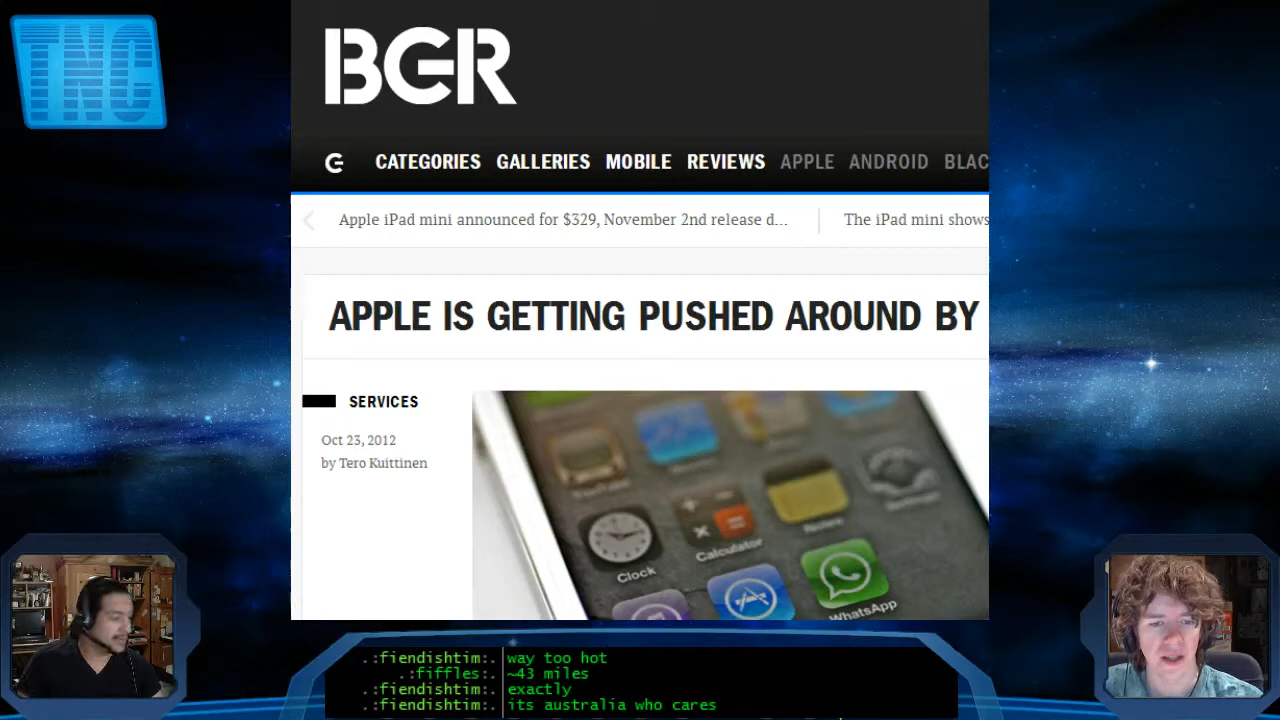 TNC
BGR
CATEGORIES GALLERIES MOBILE REVIEWS APPLE ANDROID BLAC
Apple iPad mini announced for $329, November 2nd release d... The iPad mini shows
APPLE IS GETTING PUSHED AROUND BY
SERVICES
Oct 23, 2012
by Tero Kuittinen
Calculator
Notes
Settings
Clock
WhatsApp
.:fiendishtim:. way too hot
.:fiffles:. ~43 miles
.:fiendishtim:. exactly
.:fiendishtim:. its australia who cares